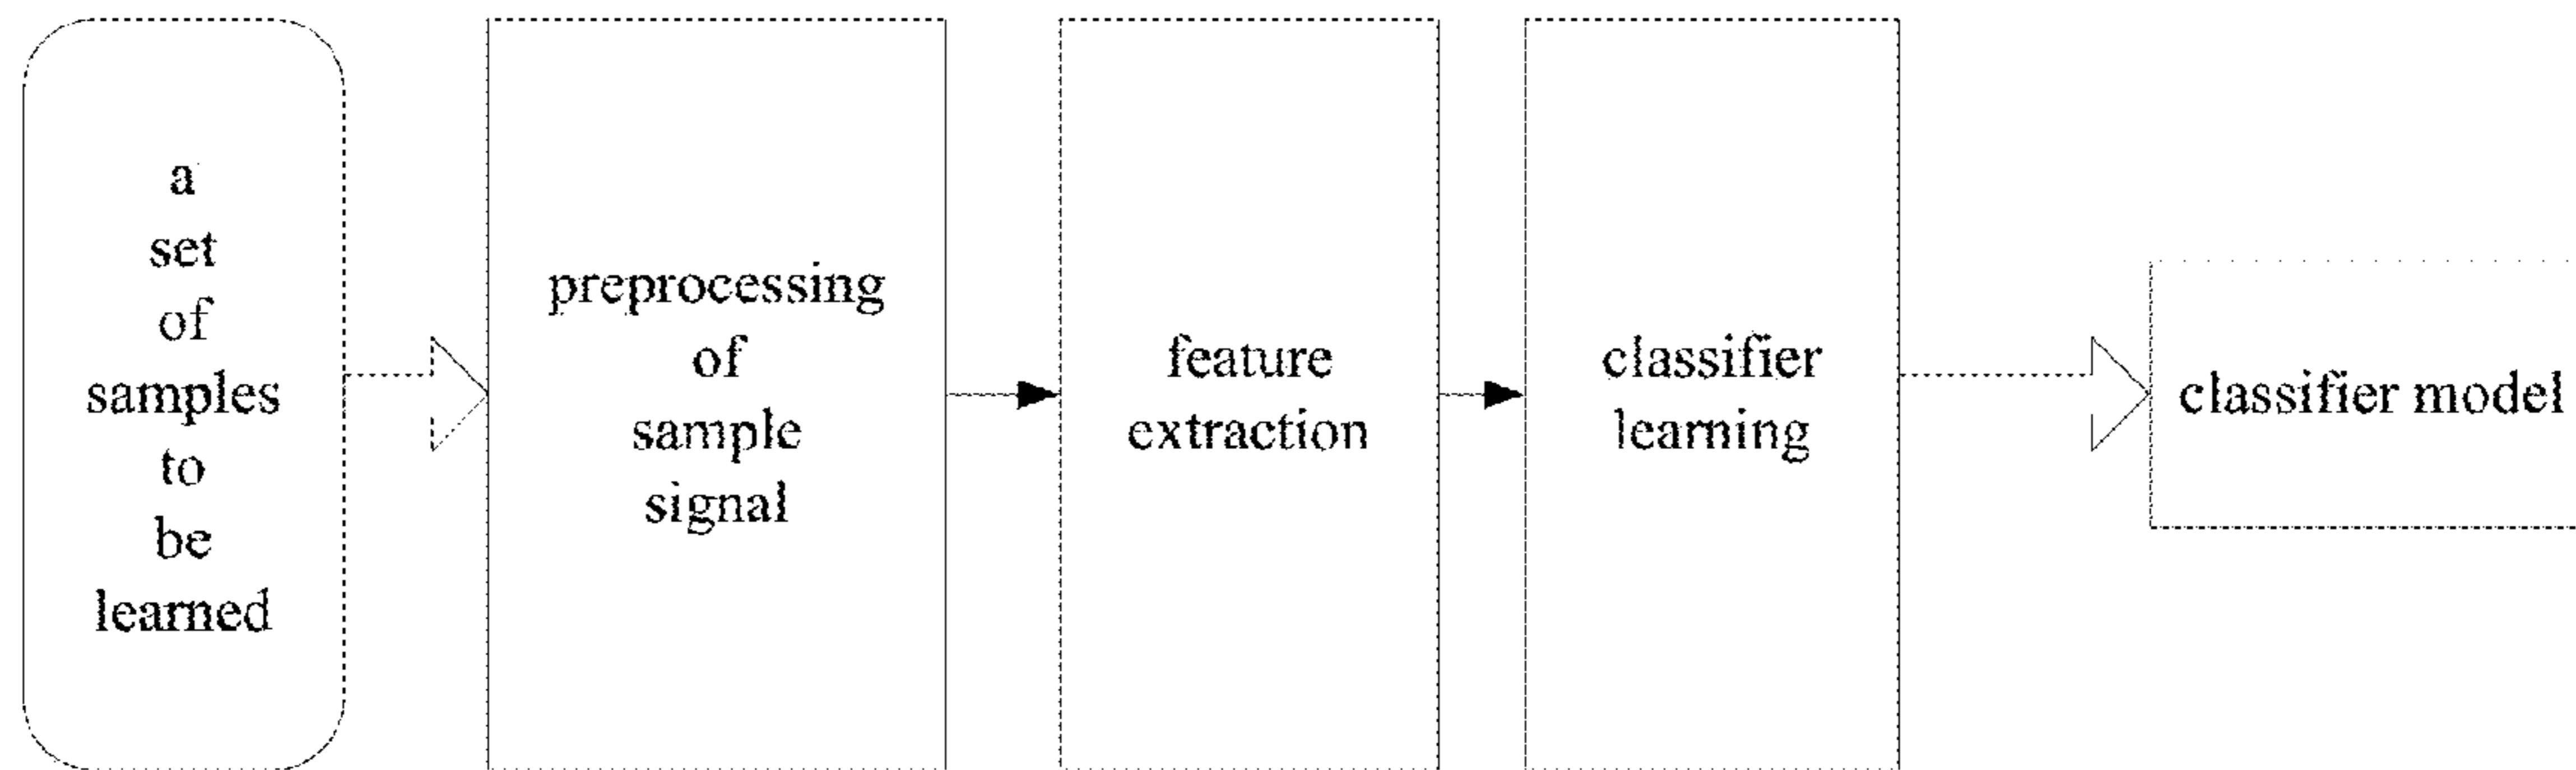 a
set
of
samples
to
be
learned
preprocessing
of
sample
signal
feature
extraction
classifier
learning
classifier model